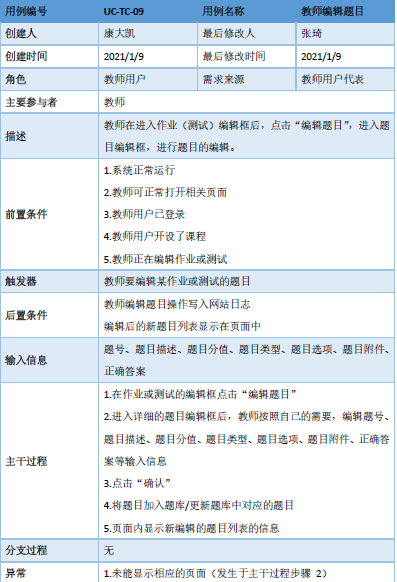 用例编号 UC-TC-09 用例名称 教师编辑题目
创建人 康大凯 最后修改人 张琦
创建时间 2021/1/9 最后修改时间 2021/1/9
角色 教师用户 需求来源 教师用户代表
主要参与者 教师
描述 教师在进入作业（测试）编辑框后，点击“编辑题目”，进入题
目编辑框，进行题目的编辑。
前置条件 1.系统正常运行
2.教师可正常打开相关页面
3.教师用户已登录
4.教师用户开设了课程
5.教师正在编辑作业或测试
触发器 教师要编辑某作业或测试的题目
后置条件 教师编辑题目操作写入网站日志
编辑后的新题目列表显示在页面中
输入信息 题号、题目描述、题目分值、题目类型、题目选项、题目附件、
正确答案
主干过程 1.在作业或测试的编辑框点击“编辑题目”
2.进入详细的题目编辑框后，教师按照自己的需要，编辑题号、
题目描述、题目分值、题目类型、题目选项、题目附件、正确答
案等输入信息
3.点击“确认”
4.将题目加入题库/更新题库中对应的题目
5.页面内显示新编辑的题目列表的信息
分支过程 无
异常 1.未能显示相应的页面（发生于主干过程步骤 2）